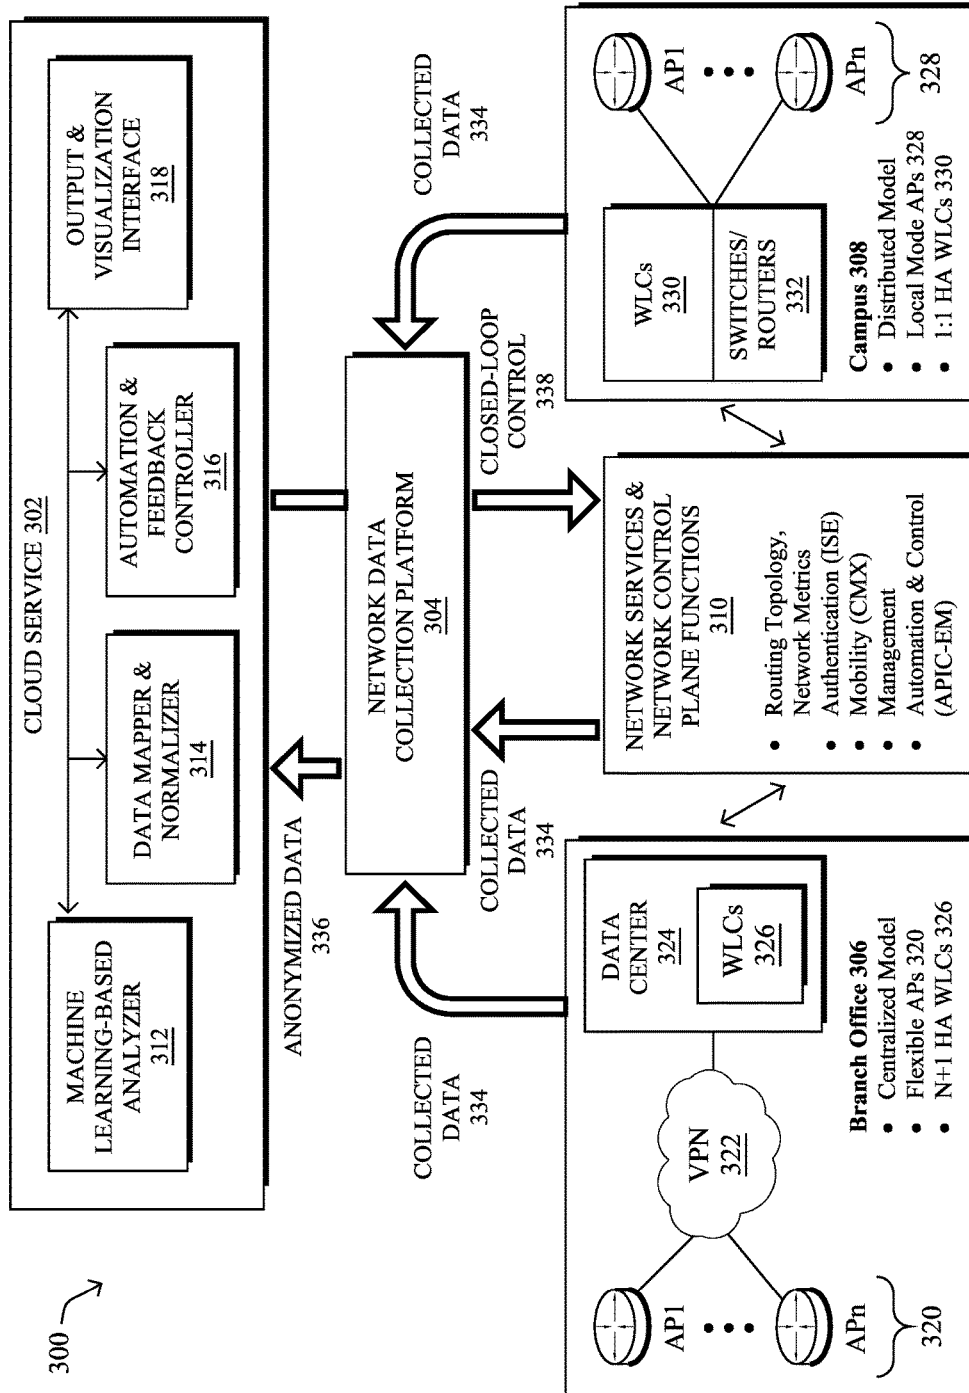 300
CLOUD SERVICE 302
MACHINE
LEARNING-BASED
ANALYZER
312
DATA MAPPER &
NORMALIZER
314
AUTOMATION &
FEEDBACK
CONTROLLER
316
OUTPUT &
VISUALIZATION
INTERFACE
318
ANONYMIZED DATA
336
NETWORK DATA
COLLECTION PLATFORM
304
COLLECTED
DATA
334
COLLECTED
DATA
334
CLOSED-LOOP
CONTROL
338
COLLECTED
DATA
334
AP1
APn
320
VPN
322
DATA
CENTER
324
WLCs
326
Branch Office 306
• Centralized Model
• Flexible APs 320
• N+1 HA WLCs 326
NETWORK SERVICES &
NETWORK CONTROL
PLANE FUNCTIONS
310
• Routing Topology,
Network Metrics
• Authentication (ISE)
• Mobility (CMX)
• Management
• Automation & Control
(APIC-EM)
WLCs
330
SWITCHES/
ROUTERS
332
AP1
APn
328
Campus 308
• Distributed Model
• Local Mode APs 328
• 1:1 HA WLCs 330